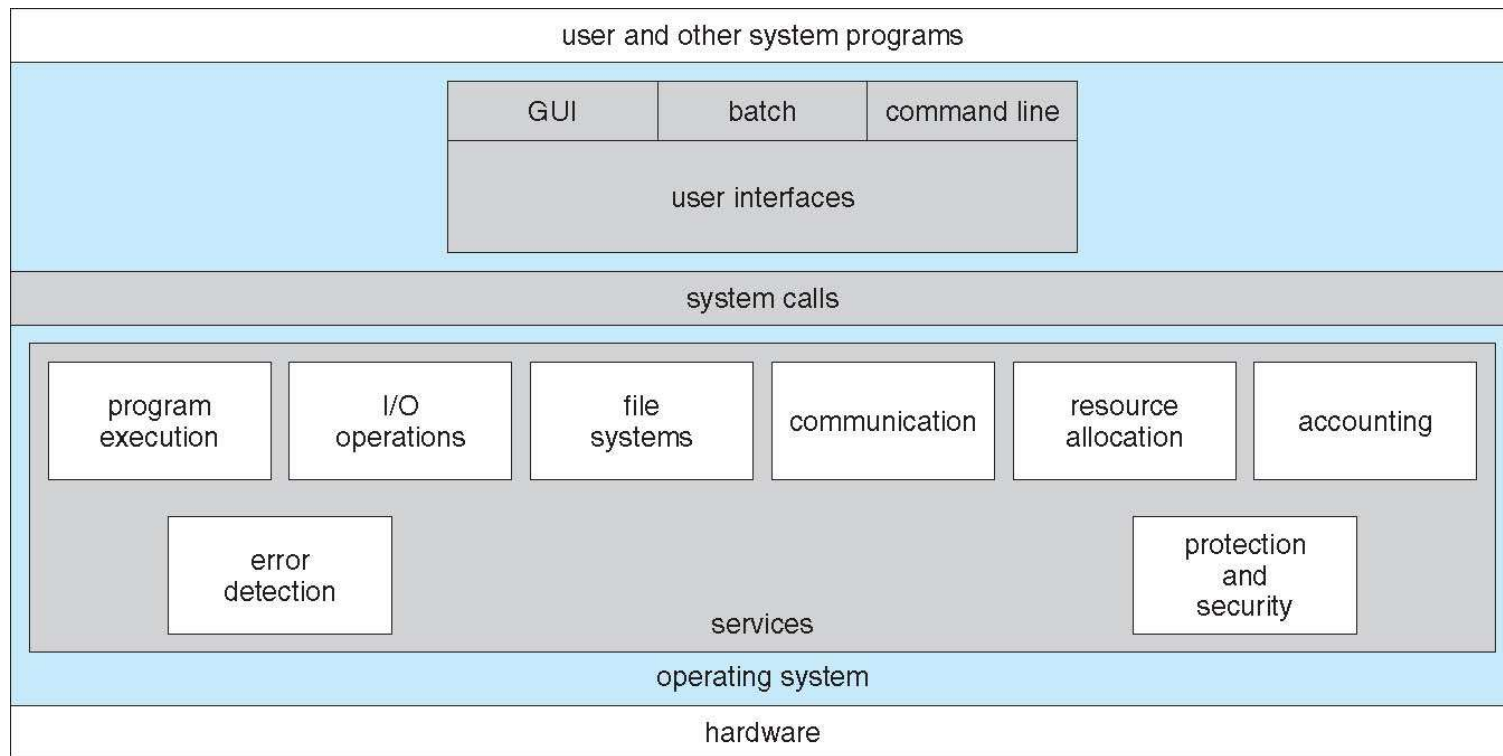 user and other system programs
GUI
batch
command line
user interfaces
system calls
program
execution
I/O
operations
file
systems
communication
resource
allocation
accounting
error
detection
protection
and
security
services
operating system
hardware